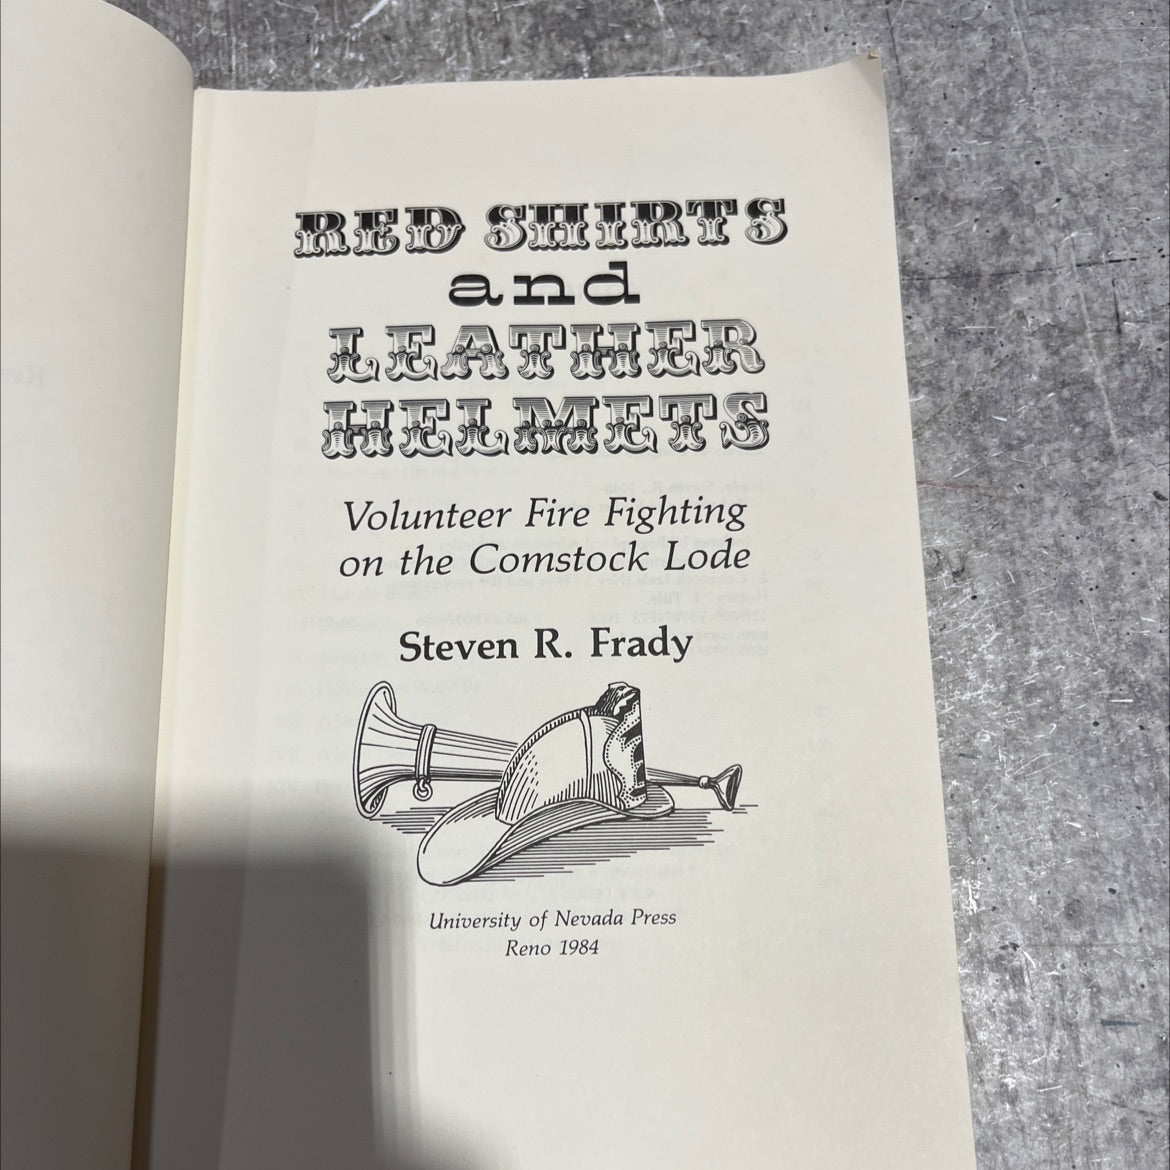 RED SHIRTS
and
LEATHER
HELMETS
Volunteer Fire Fighting
on the Comstock Lode
Steven R. Frady
University of Nevada Press
Reno 1984